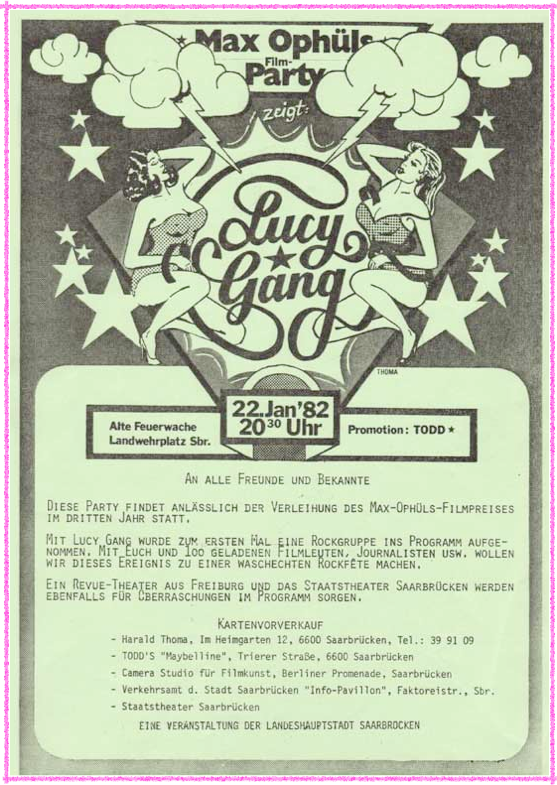 Max Ophüls
Film-
Party
zeigt:
Lucy
Gang
THOMA
22.Jan'82
20³⁰ Uhr
Alte Feuerwache
Landwehrplatz Sbr.
Promotion: TODD ★
AN ALLE FREUNDE UND BEKANNTE
DIESE PARTY FINDET ANLÄSSLICH DER VERLEIHUNG DES MAX-OPHÜLS-FILMPREISES
IM DRITTEN JAHR STATT.
MIT LUCY GANG WURDE ZUM ERSTEN MAL EINE ROCKGRUPPE INS PROGRAMM AUFGE-
NOMMEN. MIT EUCH UND 100 GELADENEN FILMLEUTEN, JOURNALISTEN USW. WOLLEN
WIR DIESES EREIGNIS ZU EINER WASCHECHTEN ROCKFÊTE MACHEN.
EIN REVUE-THEATER AUS FREIBURG UND DAS STAATSTHEATER SAARBRÜCKEN WERDEN
EBENFALLS FÜR ÜBERRASCHUNGEN IM PROGRAMM SORGEN.
KARTENVORVERKAUF
- Harald Thoma, Im Heimgarten 12, 6600 Saarbrücken, Tel.: 39 91 09
- TODD'S "Maybelline", Trierer Straße, 6600 Saarbrücken
- Camera Studio für Filmkunst, Berliner Promenade, Saarbrücken
- Verkehrsamt d. Stadt Saarbrücken "Info-Pavillon", Faktoreistr., Sbr.
- Staatstheater Saarbrücken
EINE VERANSTALTUNG DER LANDESHAUPTSTADT SAARBRÜCKEN